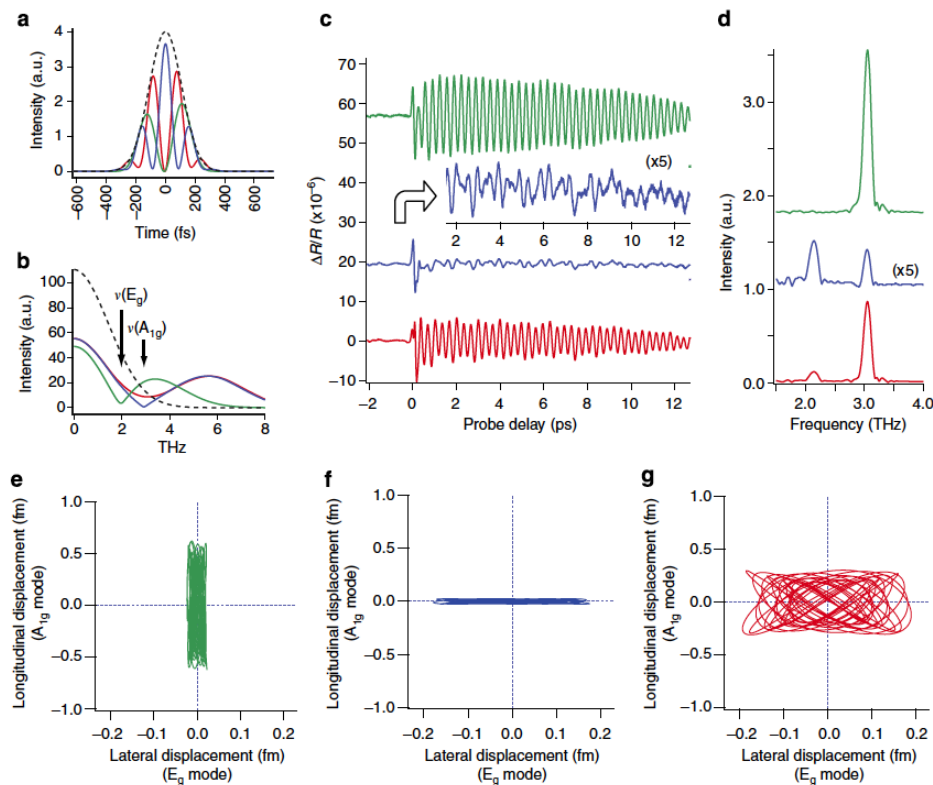 a
Intensity (a.u.)
4
3
2
1
0
−600 −400 −200 0 200 400 600
Time (fs)
b
Intensity (a.u.)
100
80
60
40
20
0
ν(Eg)
ν(A1g)
0 2 4 6 8
THz
c
ΔR/R (x10−6)
70
60
50
40
30
20
10
0
−10
(x5)
2 4 6 8 10 12
−2 0 2 4 6 8 10 12
Probe delay (ps)
d
Intensity (a.u.)
3.0
2.0
1.0
0.0
(x5)
2.0 2.5 3.0 3.5 4.0
Frequency (THz)
e
Longitudinal displacement (fm)
(A1g mode)
1.0
0.5
0.0
−0.5
−1.0
−0.2 −0.1 0.0 0.1 0.2
Lateral displacement (fm)
(Eg mode)
f
Longitudinal displacement (fm)
(A1g mode)
1.0
0.5
0.0
−0.5
−1.0
−0.2 −0.1 0.0 0.1 0.2
Lateral displacement (fm)
(Eg mode)
g
Longitudinal displacement (fm)
(A1g mode)
1.0
0.5
0.0
−0.5
−1.0
−0.2 −0.1 0.0 0.1 0.2
Lateral displacement (fm)
(Eg mode)